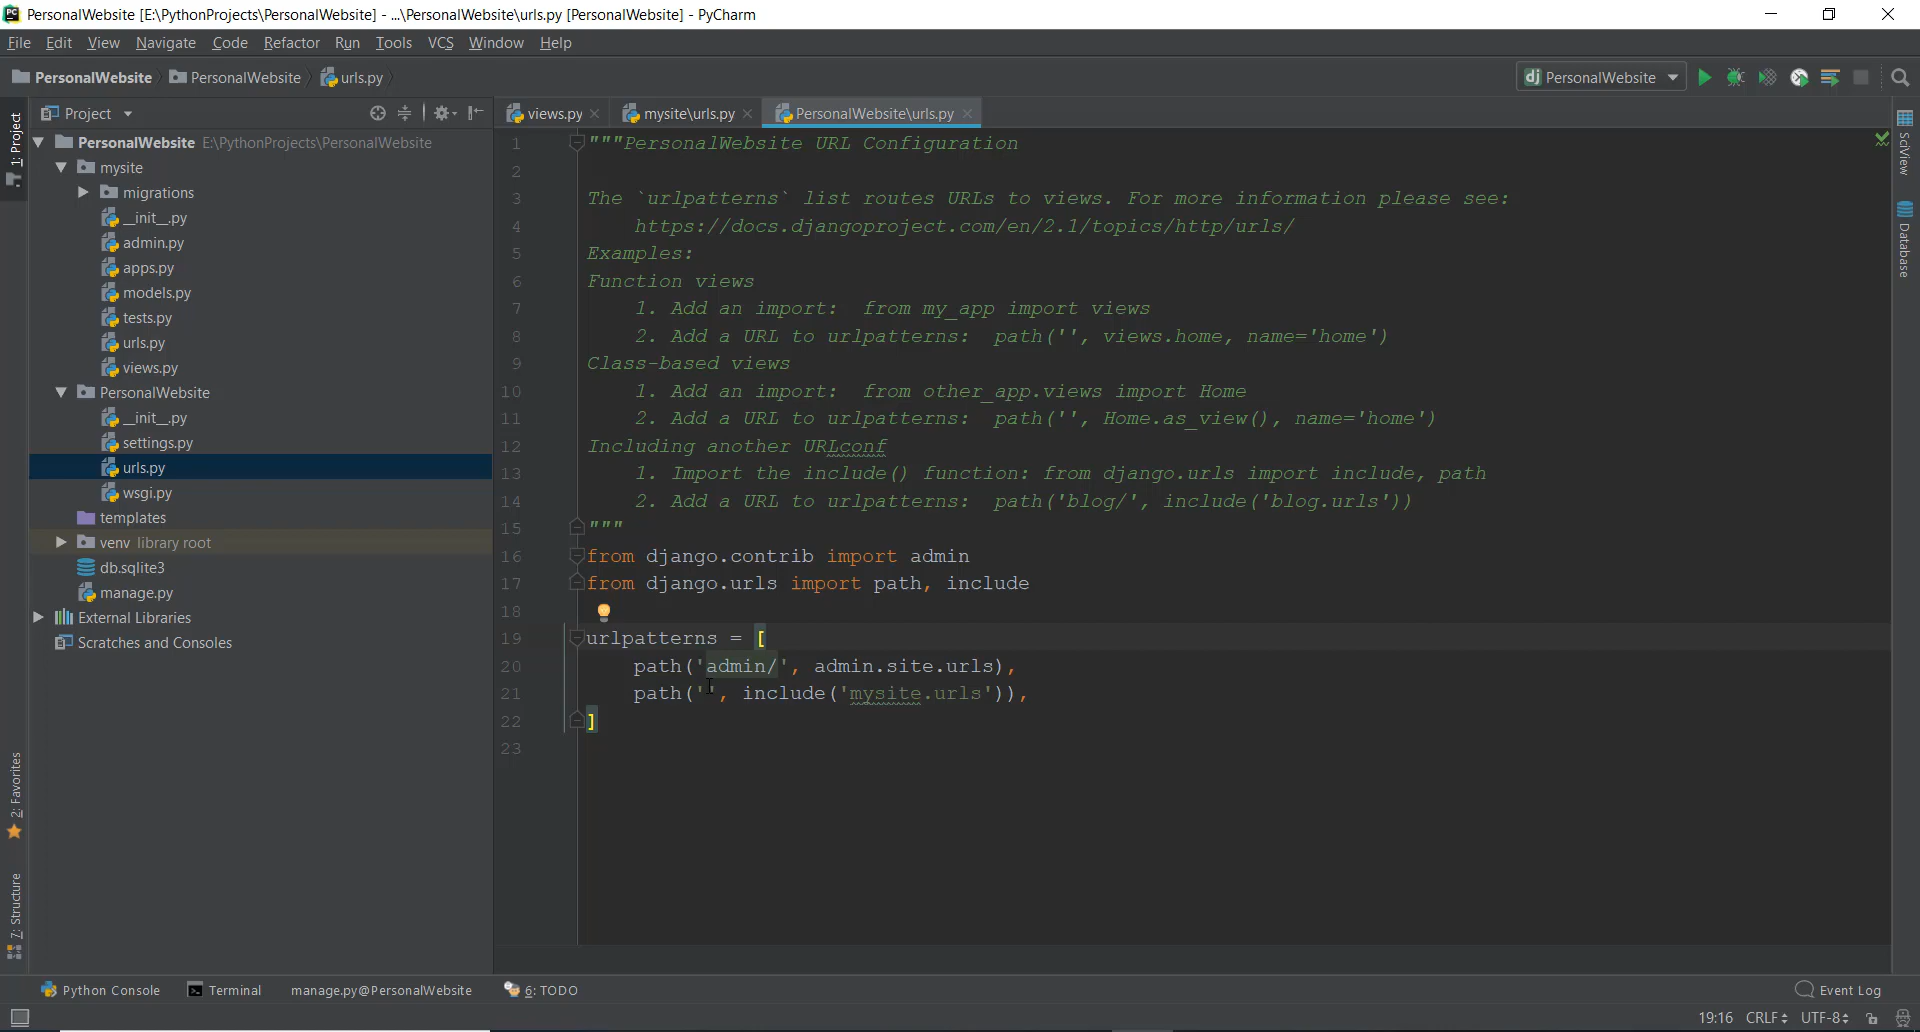 PersonalWebsite [E:\PythonProjects\PersonalWebsite] - ...\PersonalWebsite\urls.py [PersonalWebsite] - PyCharm
File Edit View Navigate Code Refactor Run Tools VCS Window Help
PersonalWebsite PersonalWebsite urls.py
dj PersonalWebsite
1: Project
2: Favorites
7: Structure
Project
PersonalWebsite E:\PythonProjects\PersonalWebsite
mysite
migrations
__init__.py
admin.py
apps.py
models.py
tests.py
urls.py
views.py
PersonalWebsite
__init__.py
settings.py
urls.py
wsgi.py
templates
venv library root
db.sqlite3
manage.py
External Libraries
Scratches and Consoles
views.py mysite\urls.py PersonalWebsite\urls.py
1 """PersonalWebsite URL Configuration
2
3 The `urlpatterns` list routes URLs to views. For more information please see:
4 https://docs.djangoproject.com/en/2.1/topics/http/urls/
5 Examples:
6 Function views
7 1. Add an import:  from my_app import views
8 2. Add a URL to urlpatterns:  path('', views.home, name='home')
9 Class-based views
10 1. Add an import:  from other_app.views import Home
11 2. Add a URL to urlpatterns:  path('', Home.as_view(), name='home')
12 Including another URLconf
13 1. Import the include() function: from django.urls import include, path
14 2. Add a URL to urlpatterns:  path('blog/', include('blog.urls'))
15 """
16 from django.contrib import admin
17 from django.urls import path, include
18
19 urlpatterns = [
20 path('admin/', admin.site.urls),
21 path('', include('mysite.urls')),
22 ]
23
SciView
Database
Python Console Terminal manage.py@PersonalWebsite 6: TODO Event Log
19:16 CRLF UTF-8